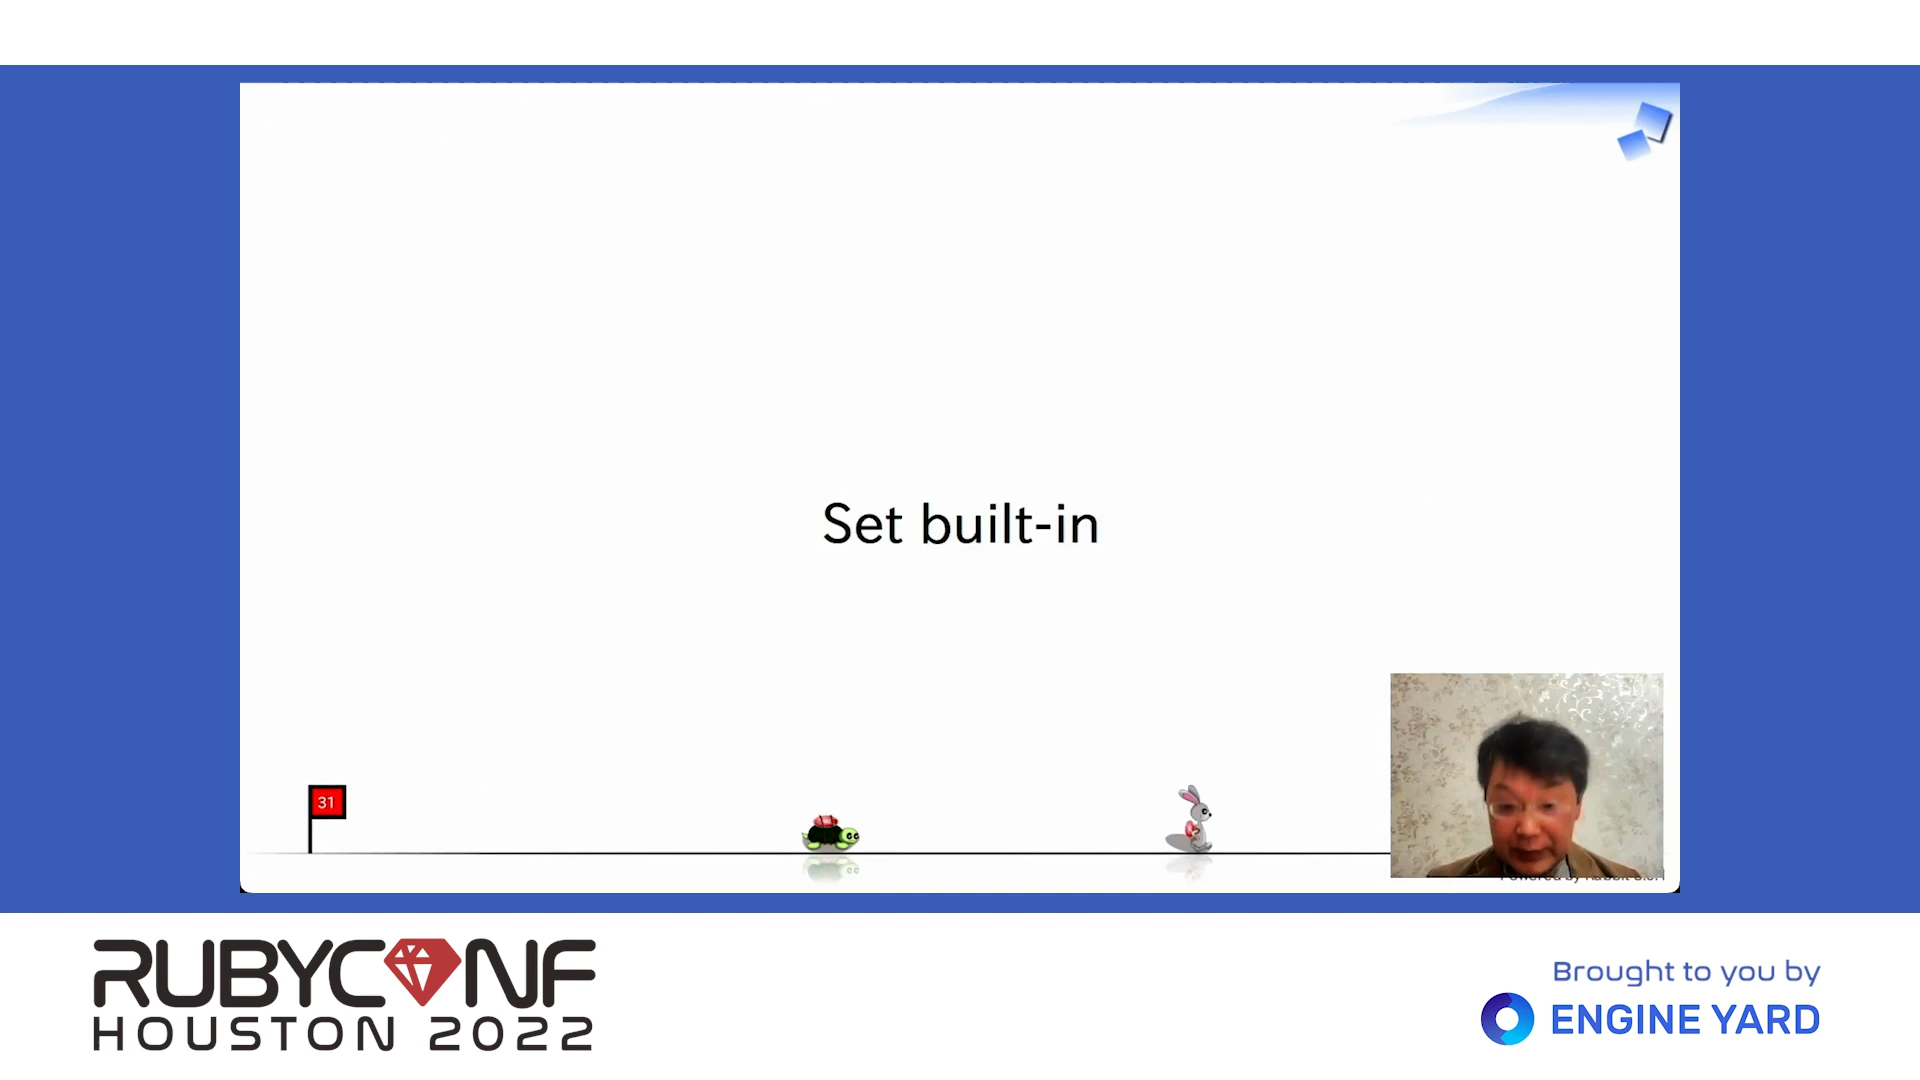 Set built-in
31
RUBYCONF
HOUSTON 2022
Brought to you by
ENGINE YARD